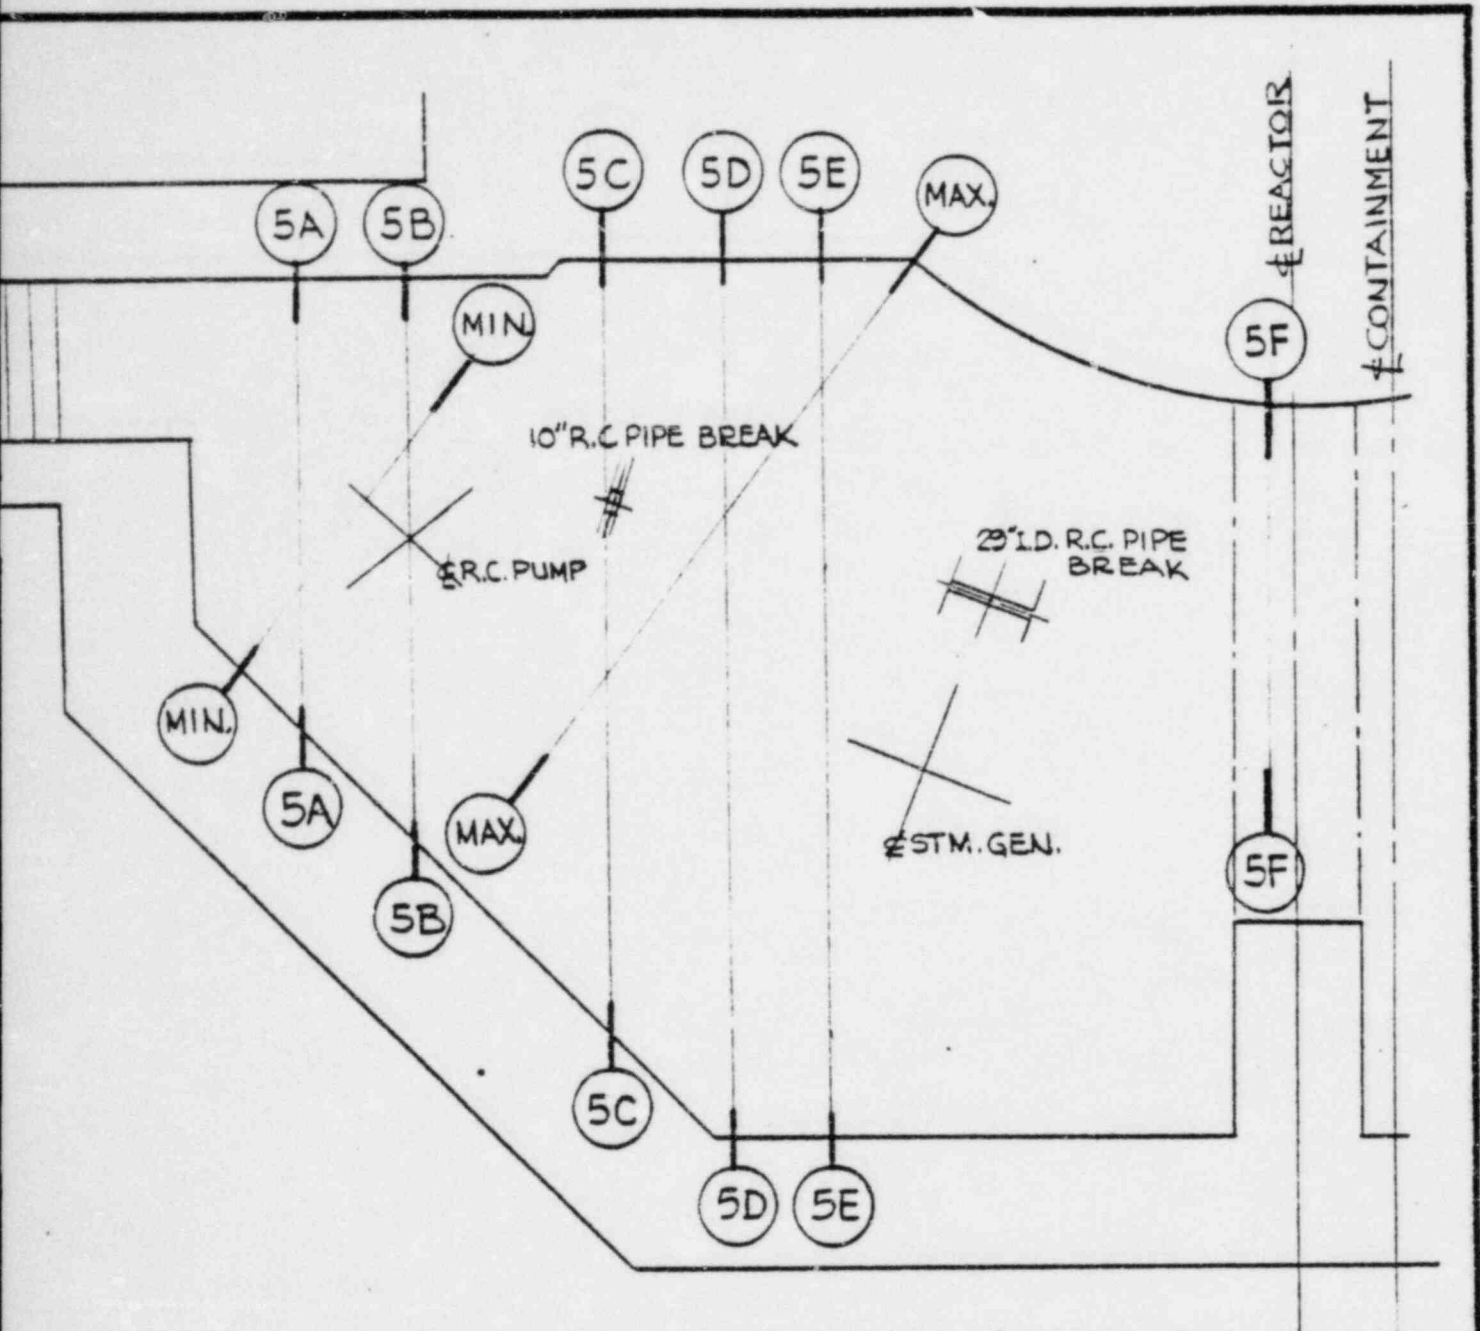 ℄ REACTOR
℄ CONTAINMENT
5C
5D
5E
MAX.
5A
5B
MIN.
5F
10" R.C PIPE BREAK
29" I.D. R.C. PIPE
BREAK
℄ R.C. PUMP
MIN.
5A
MAX.
℄ STM. GEN.
5F
5B
5C
5D
5E